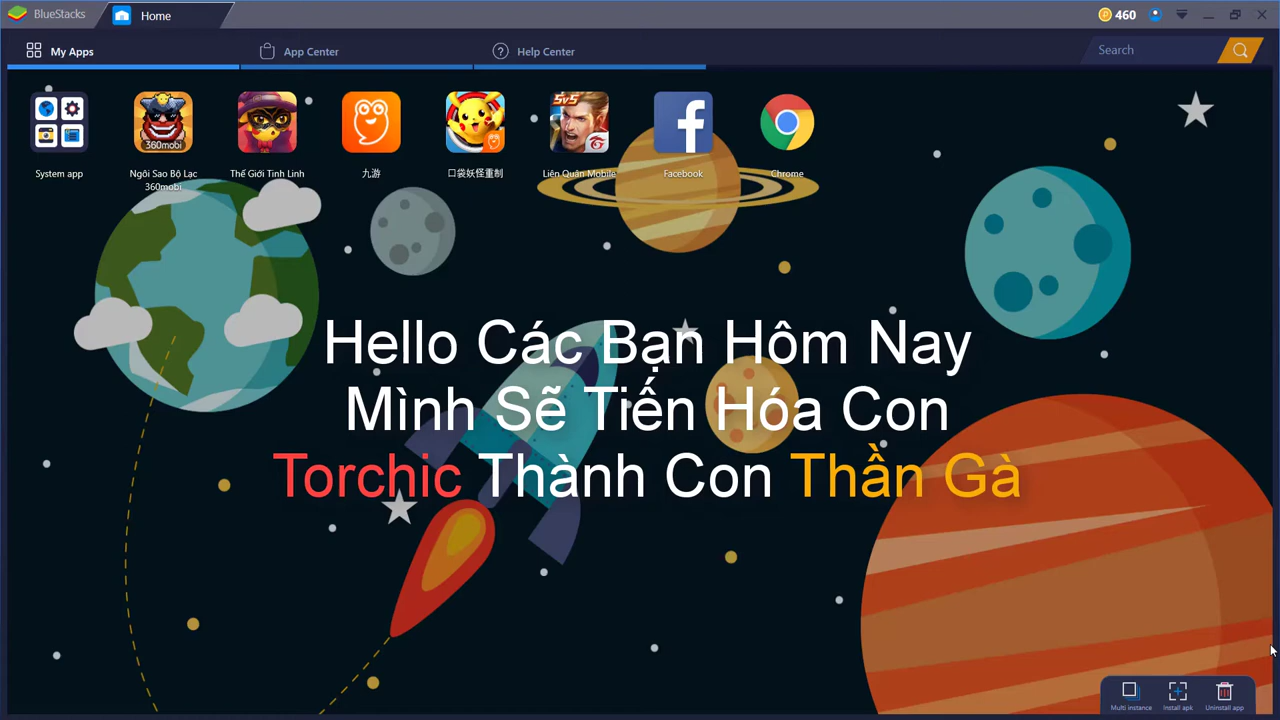 BlueStacks
Home
460
My Apps
App Center
Help Center
Search
System app
Ngôi Sao Bộ Lạc
360mobi
360mobi
Thế Giới Tinh Linh
九游
口袋妖怪重制
5v5
Liên Quân Mobile
Facebook
Chrome
Hello Các Bạn Hôm Nay
Mình Sẽ Tiến Hóa Con
Torchic Thành Con Thần Gà
Multi instance
Install apk
Uninstall app